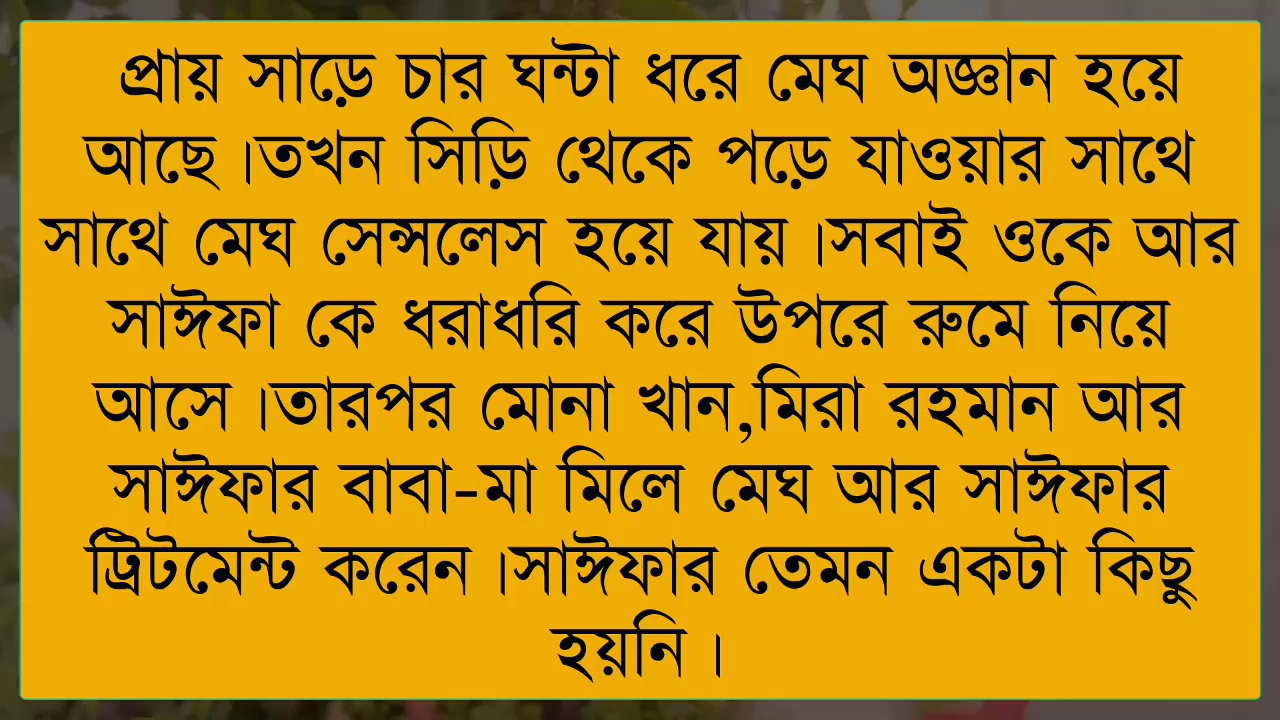 প্রায় সাড়ে চার ঘন্টা ধরে মেঘ অজ্ঞান হয়ে
আছে।তখন সিড়ি থেকে পড়ে যাওয়ার সাথে
সাথে মেঘ সেন্সলেস হয়ে যায়।সবাই ওকে আর
সাঈফা কে ধরাধরি করে উপরে রুমে নিয়ে
আসে।তারপর মোনা খান,মিরা রহমান আর
সাঈফার বাবা-মা মিলে মেঘ আর সাঈফার
ট্রিটমেন্ট করেন।সাঈফার তেমন একটা কিছু
হয়নি।